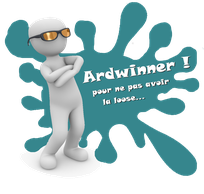 Ardwinner !
pour ne pas avoir
la loose...